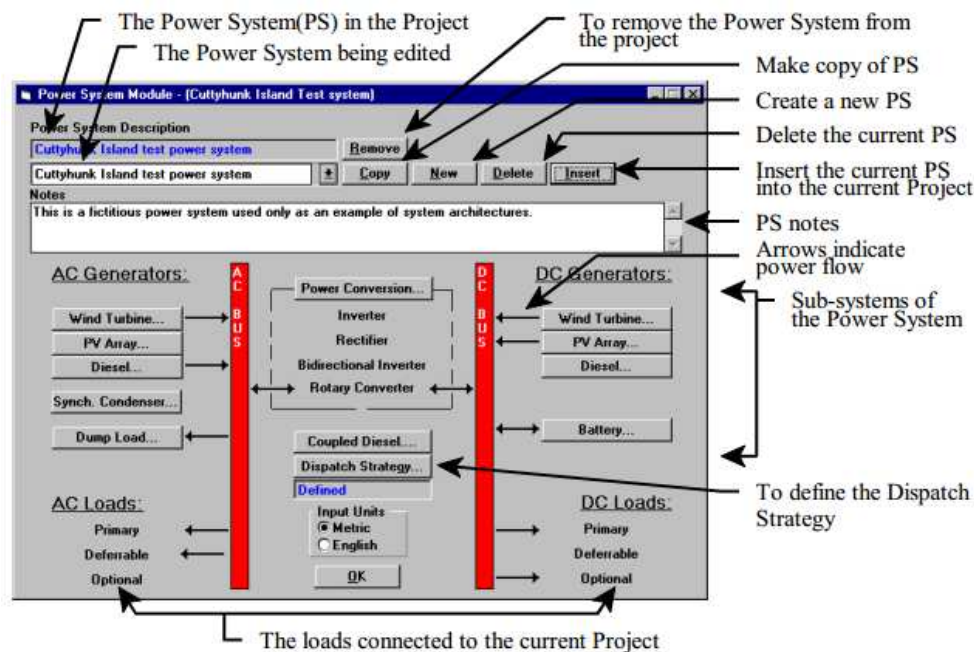 The Power System(PS) in the Project
The Power System being edited
To remove the Power System from
the project
Make copy of PS
Create a new PS
Delete the current PS
Insert the current PS
into the current Project
PS notes
Arrows indicate
power flow
Sub-systems of
the Power System
To define the Dispatch
Strategy
The loads connected to the current Project
Power System Module - (Cuttyhunk Island Test system)
Power System Description
Cuttyhunk Island test power system
Remove
Cuttyhunk Island test power system
Copy
New
Delete
Insert
Notes
This is a fictitious power system used only as an example of system architectures.
AC Generators:
Wind Turbine...
PV Array...
Diesel...
Synch. Condenser...
Dump Load...
AC Loads:
Primary
Deferrable
Optional
AC BUS
Power Conversion...
Inverter
Rectifier
Bidirectional Inverter
Rotary Converter
Coupled Diesel....
Dispatch Strategy...
Defined
Input Units
Metric
English
OK
DC BUS
DC Generators:
Wind Turbine...
PV Array...
Diesel...
Battery...
DC Loads:
Primary
Deferrable
Optional